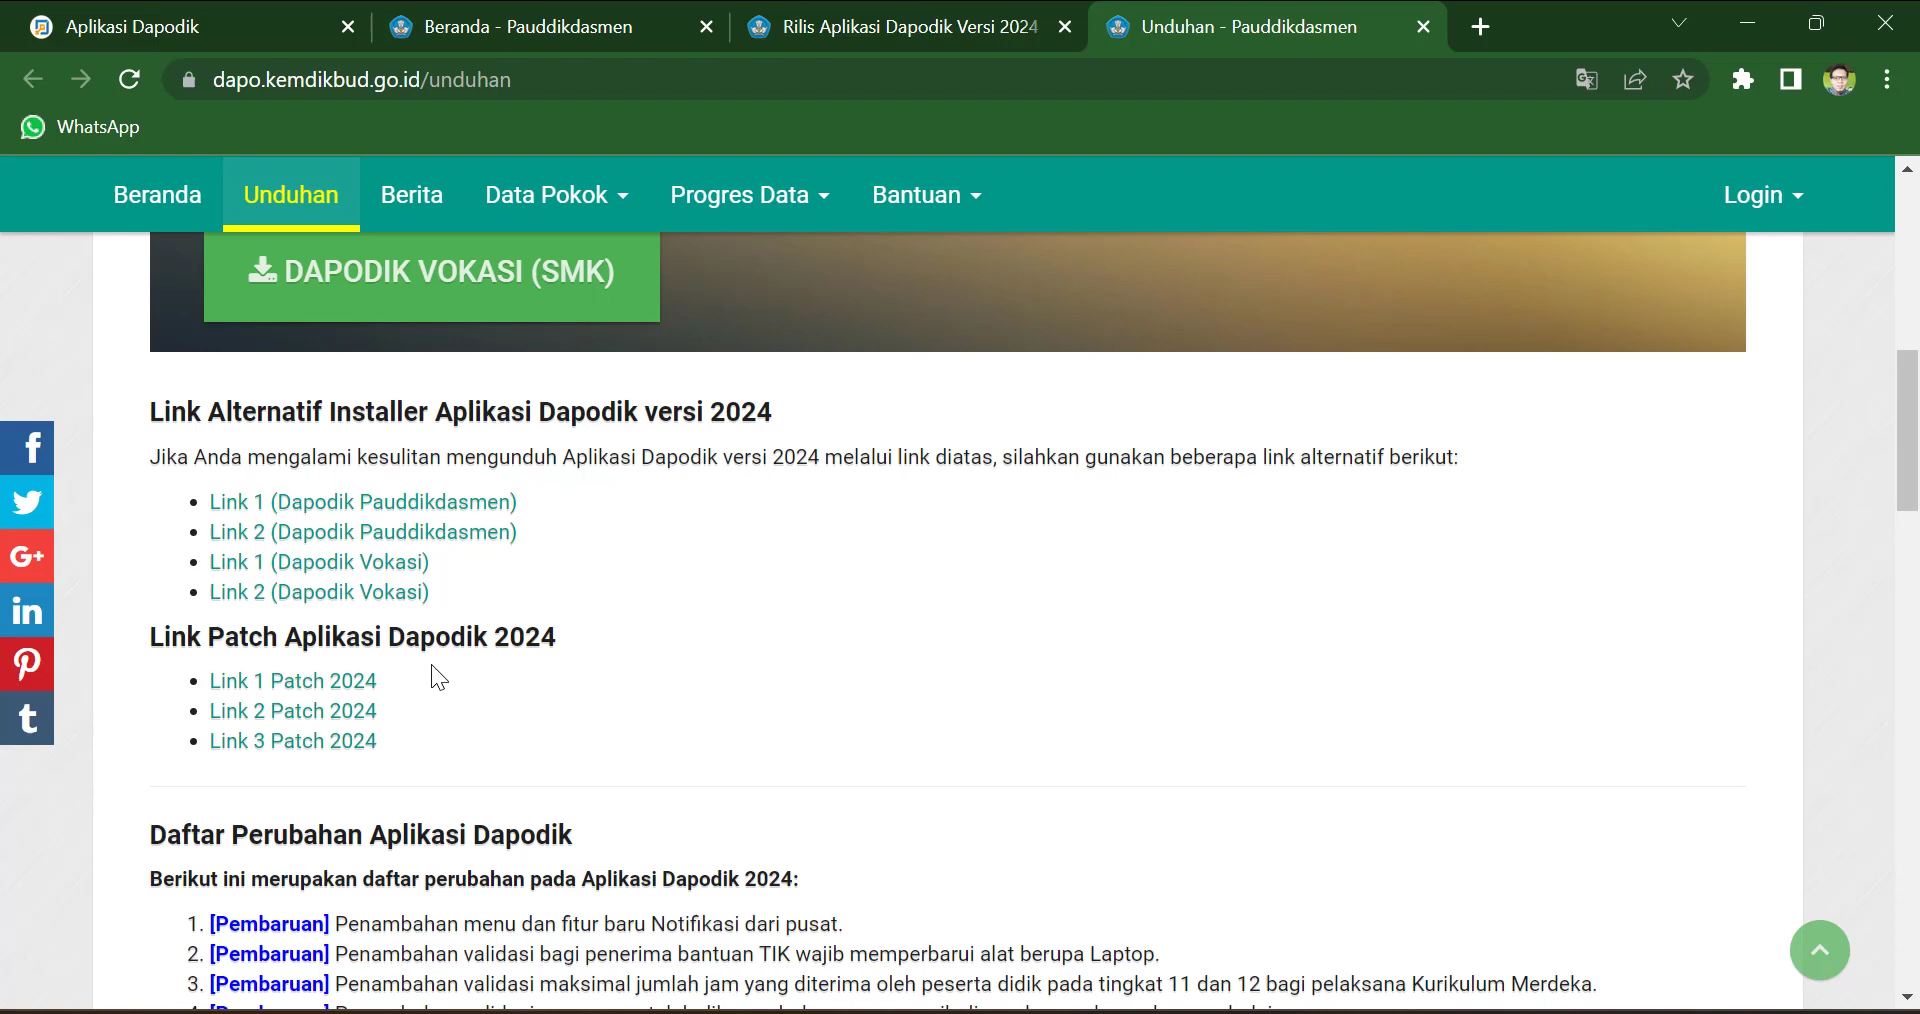 Aplikasi Dapodik
Beranda - Pauddikdasmen
Rilis Aplikasi Dapodik Versi 2024
Unduhan - Pauddikdasmen
dapo.kemdikbud.go.id/unduhan
WhatsApp
Beranda
Unduhan
Berita
Data Pokok
Progres Data
Bantuan
Login
DAPODIK VOKASI (SMK)
Link Alternatif Installer Aplikasi Dapodik versi 2024
Jika Anda mengalami kesulitan mengunduh Aplikasi Dapodik versi 2024 melalui link diatas, silahkan gunakan beberapa link alternatif berikut:
• Link 1 (Dapodik Pauddikdasmen)
• Link 2 (Dapodik Pauddikdasmen)
• Link 1 (Dapodik Vokasi)
• Link 2 (Dapodik Vokasi)
Link Patch Aplikasi Dapodik 2024
• Link 1 Patch 2024
• Link 2 Patch 2024
• Link 3 Patch 2024
f
G+
in
t
Daftar Perubahan Aplikasi Dapodik
Berikut ini merupakan daftar perubahan pada Aplikasi Dapodik 2024:
1. [Pembaruan] Penambahan menu dan fitur baru Notifikasi dari pusat.
2. [Pembaruan] Penambahan validasi bagi penerima bantuan TIK wajib memperbarui alat berupa Laptop.
3. [Pembaruan] Penambahan validasi maksimal jumlah jam yang diterima oleh peserta didik pada tingkat 11 dan 12 bagi pelaksana Kurikulum Merdeka.